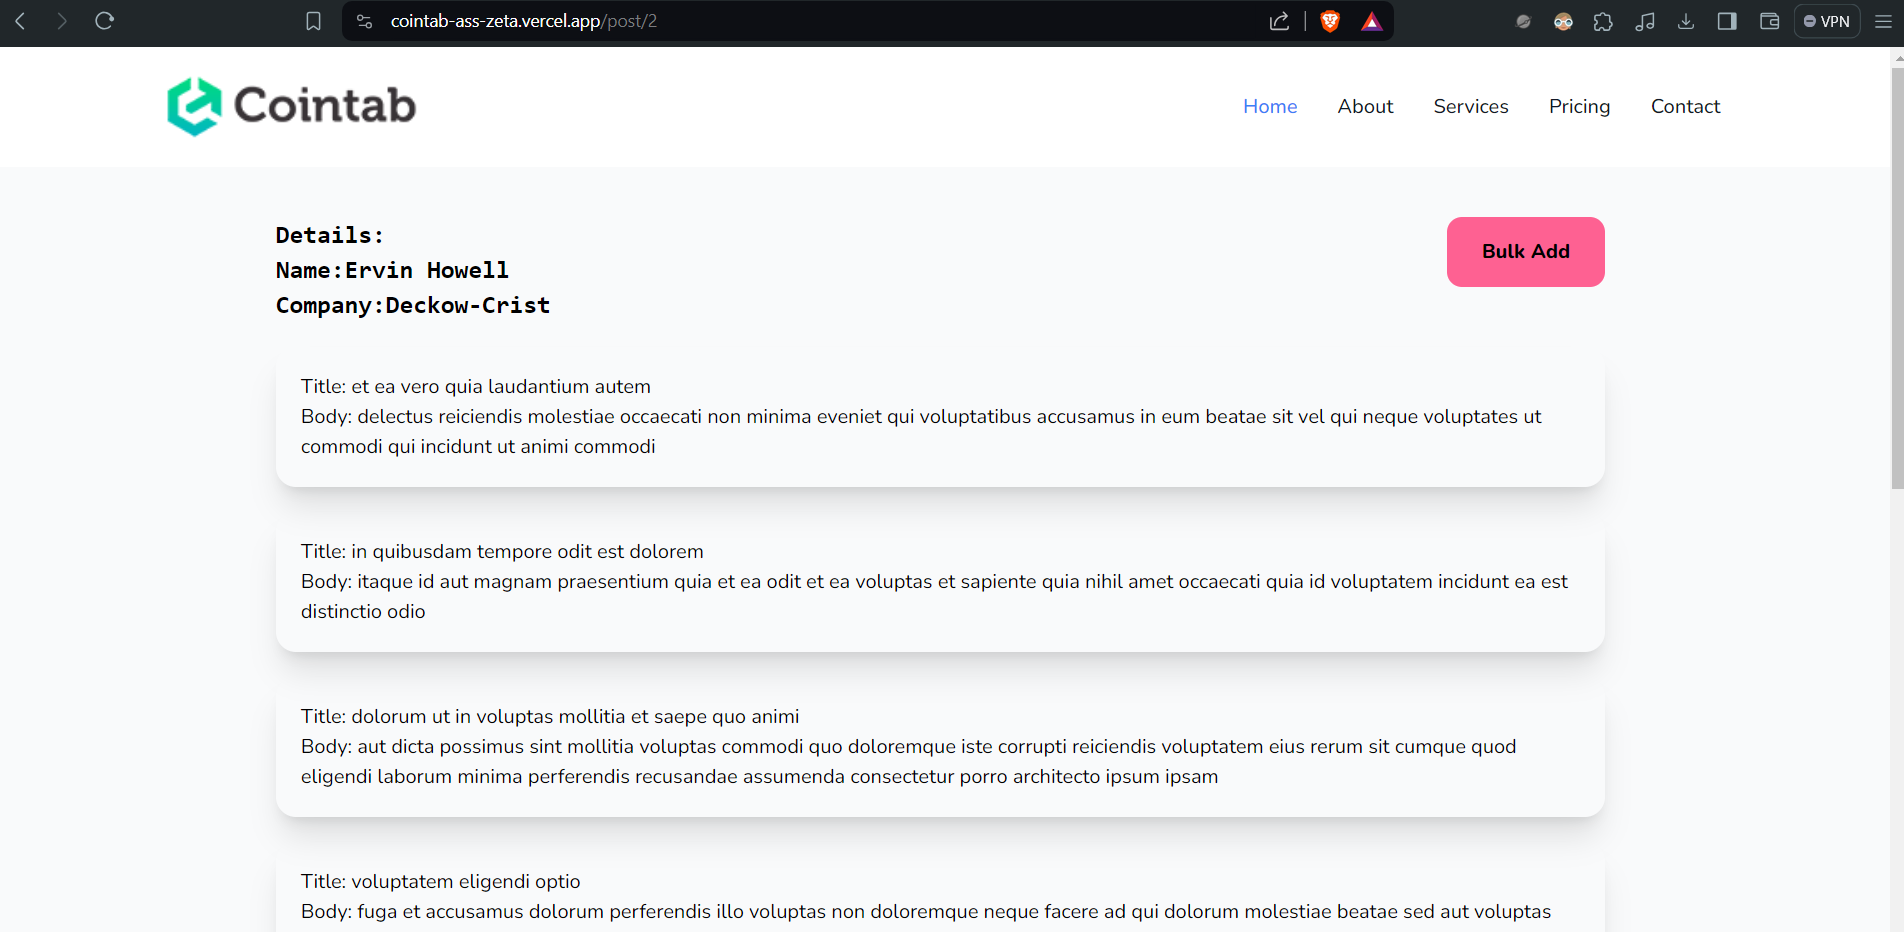 cointab-ass-zeta.vercel.app/post/2
VPN
Cointab
Home About Services Pricing Contact
Details:
Name:Ervin Howell
Company:Deckow-Crist
Bulk Add
Title: et ea vero quia laudantium autem
Body: delectus reiciendis molestiae occaecati non minima eveniet qui voluptatibus accusamus in eum beatae sit vel qui neque voluptates ut
commodi qui incidunt ut animi commodi
Title: in quibusdam tempore odit est dolorem
Body: itaque id aut magnam praesentium quia et ea odit et ea voluptas et sapiente quia nihil amet occaecati quia id voluptatem incidunt ea est
distinctio odio
Title: dolorum ut in voluptas mollitia et saepe quo animi
Body: aut dicta possimus sint mollitia voluptas commodi quo doloremque iste corrupti reiciendis voluptatem eius rerum sit cumque quod
eligendi laborum minima perferendis recusandae assumenda consectetur porro architecto ipsum ipsam
Title: voluptatem eligendi optio
Body: fuga et accusamus dolorum perferendis illo voluptas non doloremque neque facere ad qui dolorum molestiae beatae sed aut voluptas